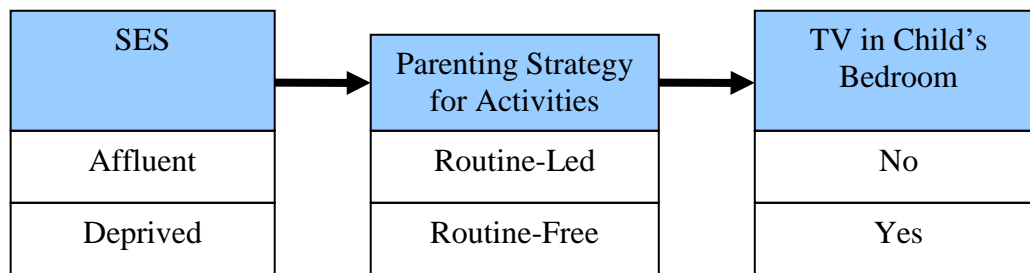 SES
Parenting Strategy
for Activities
TV in Child's
Bedroom
Affluent
Routine-Led
No
Deprived
Routine-Free
Yes